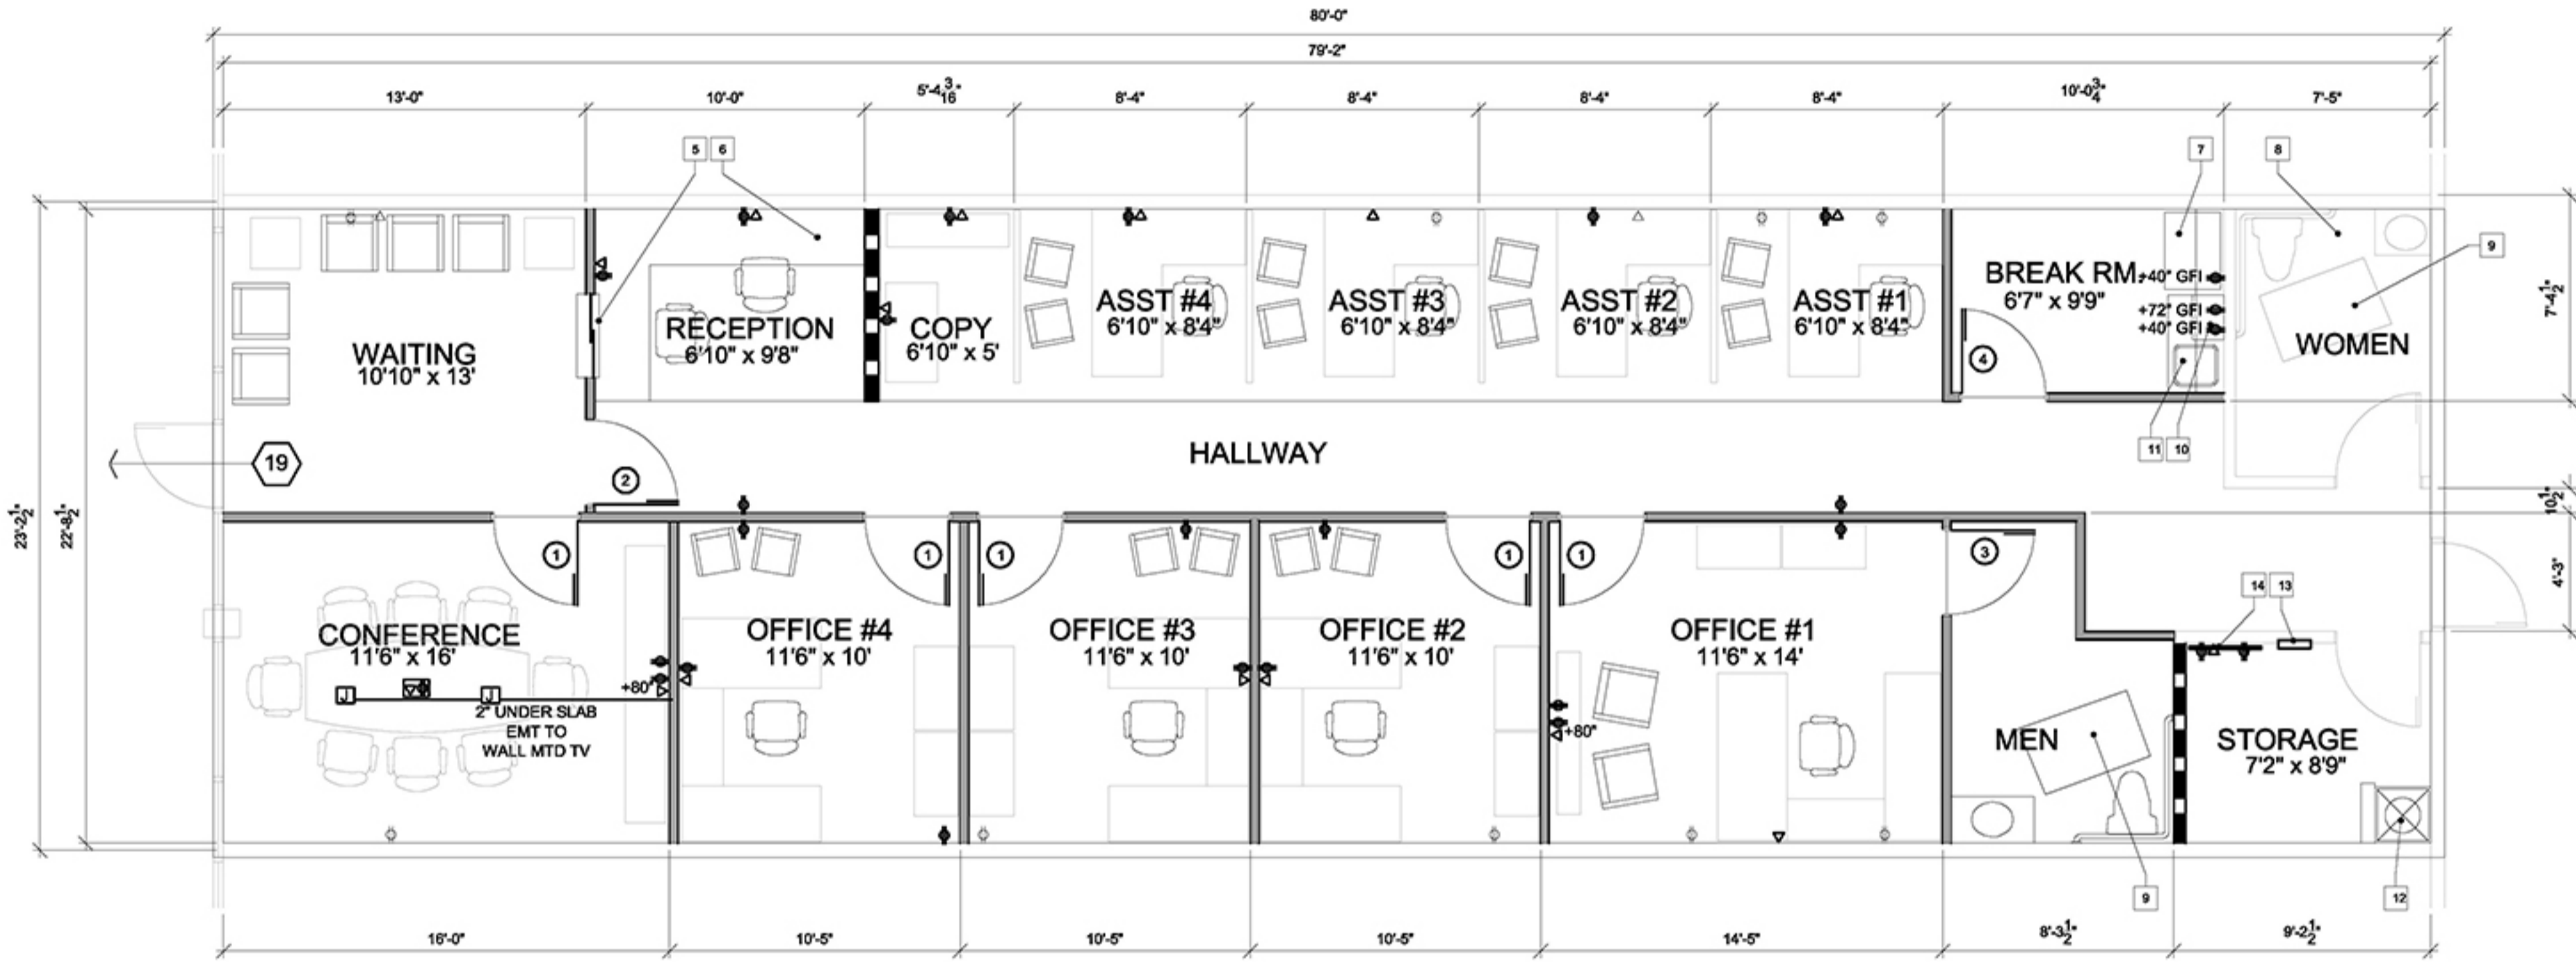 80'-0"
79'-2"
13'-0"
10'-0"
5'-4 3/16"
8'-4"
8'-4"
8'-4"
8'-4"
10'-0 3/4"
7'-5"
5
6
7
8
9
WAITING
10'10" x 13'
RECEPTION
6'10" x 9'8"
COPY
6'10" x 5'
ASST #4
6'10" x 8'4"
ASST #3
6'10" x 8'4"
ASST #2
6'10" x 8'4"
ASST #1
6'10" x 8'4"
BREAK RM.
6'7" x 9'9"
+40" GFI
+72" GFI
+40" GFI
WOMEN
4
11
10
19
2
HALLWAY
23'-2 1/2"
22'-8 1/2"
7'-4 1/2"
10 1/2"
4'-3"
1
1
1
1
1
3
14
13
CONFERENCE
11'6" x 16'
J
J
+80"
2" UNDER SLAB
EMT TO
WALL MTD TV
OFFICE #4
11'6" x 10'
OFFICE #3
11'6" x 10'
OFFICE #2
11'6" x 10'
OFFICE #1
11'6" x 14'
+80"
MEN
STORAGE
7'2" x 8'9"
9
12
16'-0"
10'-5"
10'-5"
10'-5"
14'-5"
8'-3 1/2"
9'-2 1/2"